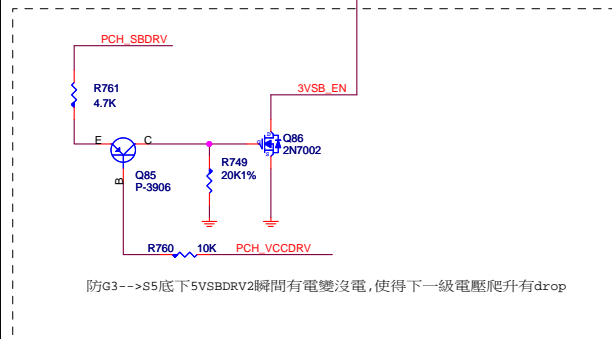 PCH_SBDRV
R761
4.7K
3VSB_EN
E
C
Q86
2N7002
R749
20K1%
Q85
P-3906
B
R760 10K PCH_VCCDRV
防G3-->S5底下5VSBDRV2瞬間有電變沒電,使得下一級電壓爬升有drop